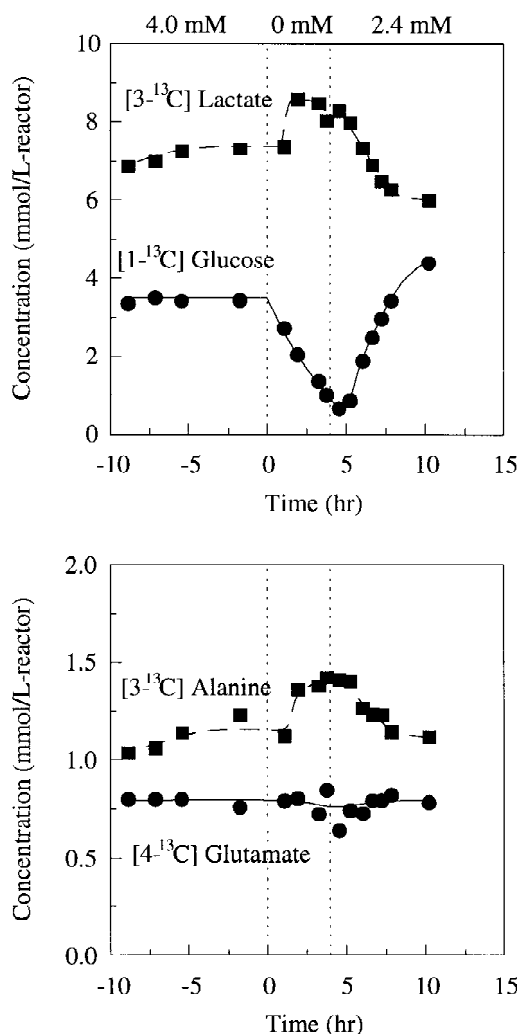 4.0 mM 0 mM 2.4 mM
10
[3-¹³C] Lactate
8
6
[1-¹³C] Glucose
4
2
0
-10 -5 0 5 10 15
Time (hr)
Concentration (mmol/L-reactor)
2.0
1.5
[3-¹³C] Alanine
1.0
[4-¹³C] Glutamate
0.5
0.0
-10 -5 0 5 10 15
Time (hr)
Concentration (mmol/L-reactor)